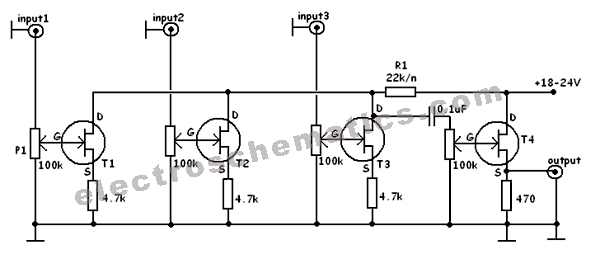 input1
input2
input3
R1
22k/n
+18-24V
D
D
D
D
0.1uF
G
G
G
G
P1
T1
T2
T3
T4
100k
100k
100k
100k
output
S
S
S
S
4.7k
4.7k
4.7k
470
electroschematics.com